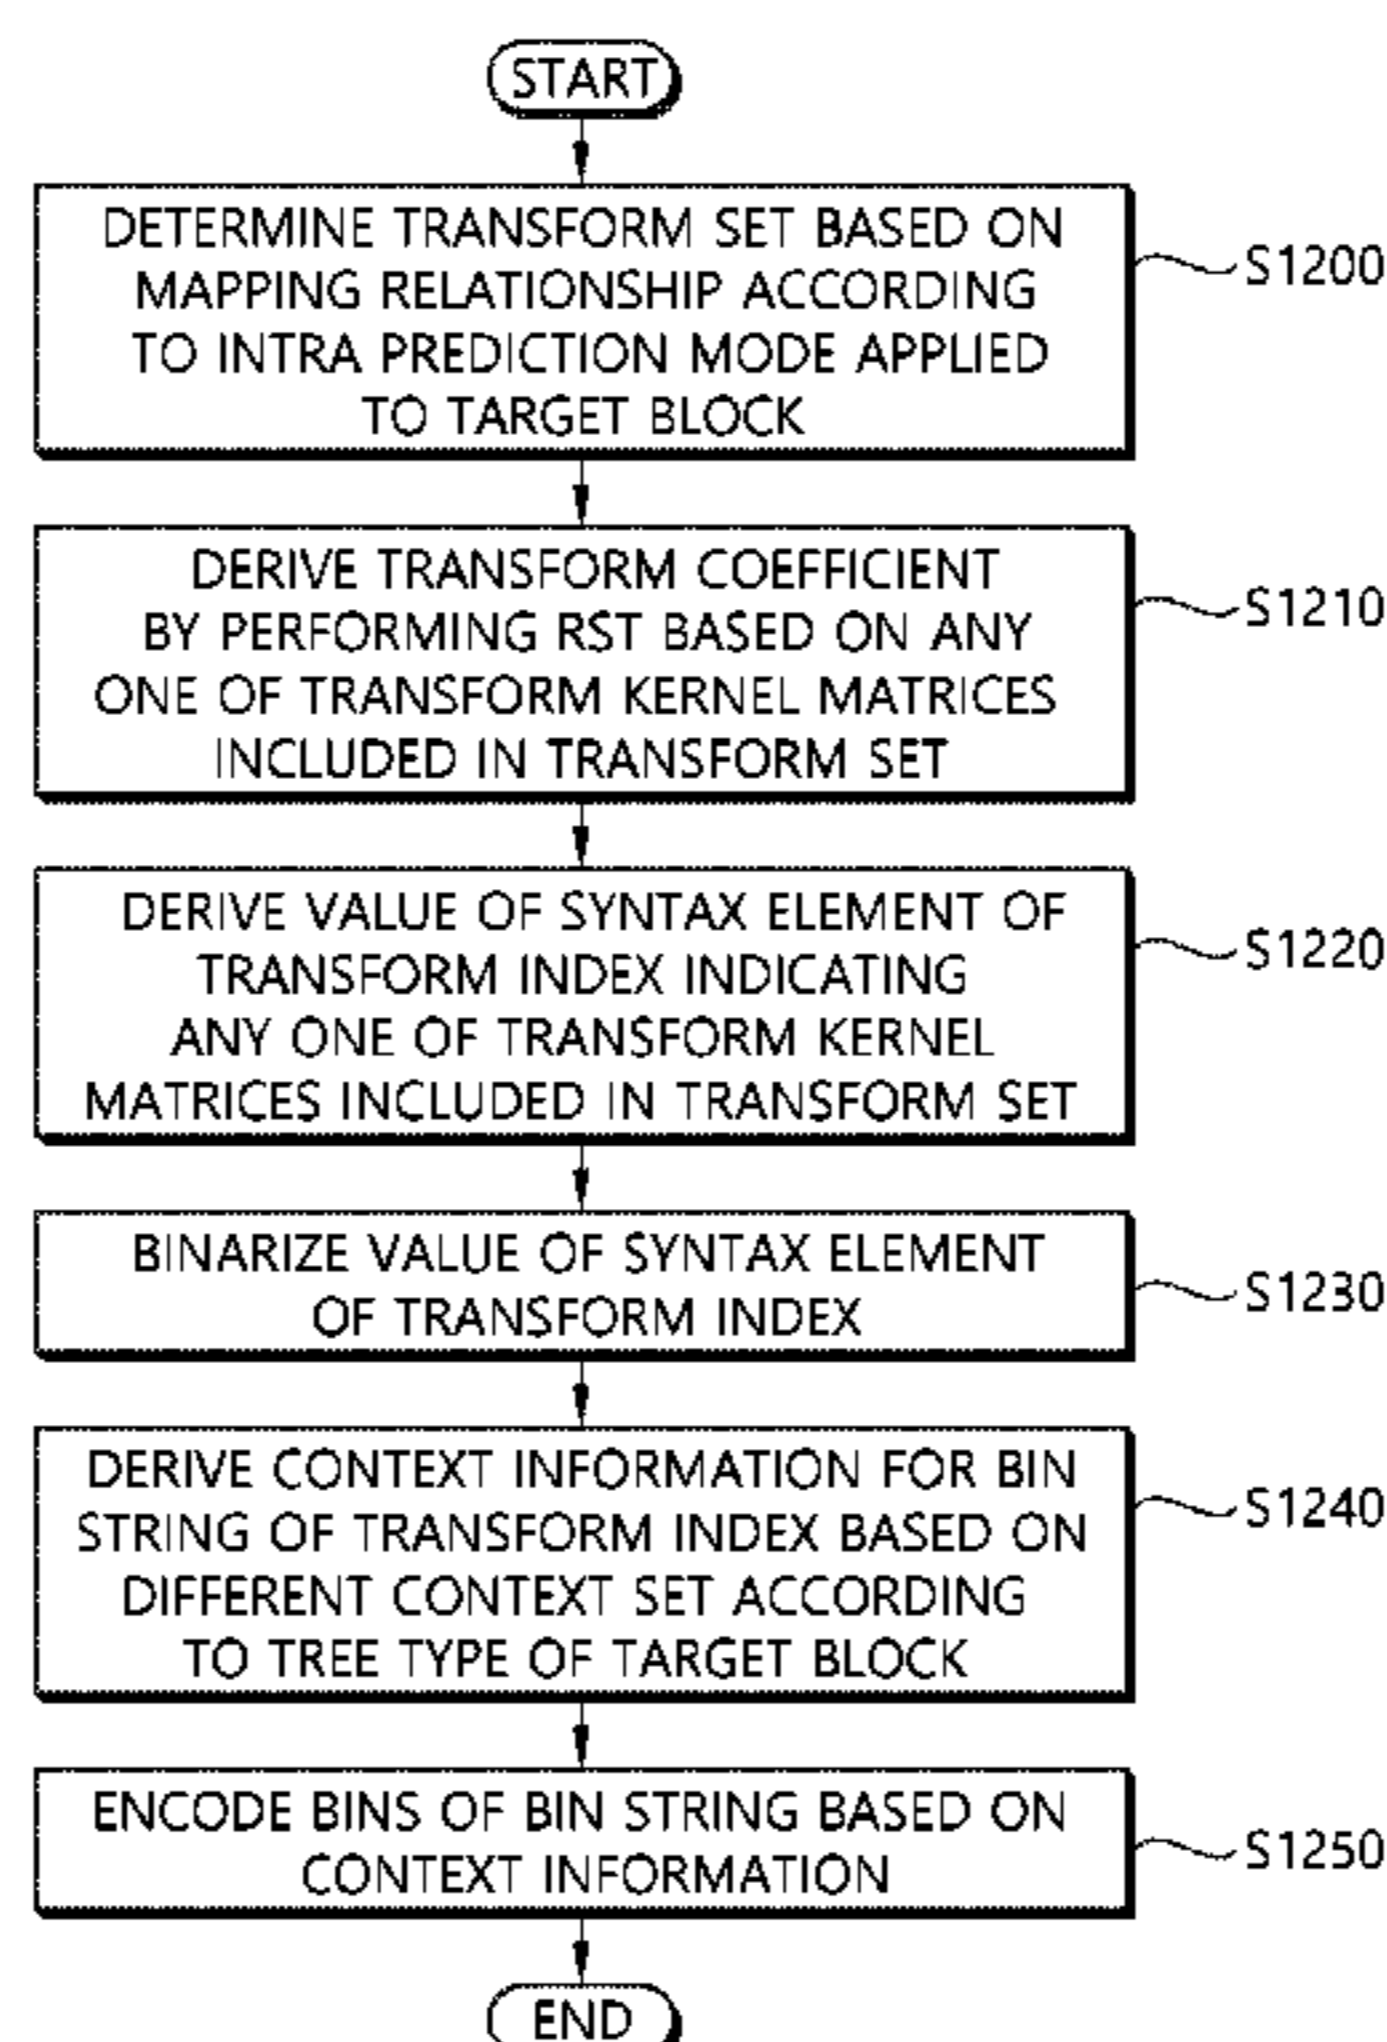 START
DETERMINE TRANSFORM SET BASED ON
MAPPING RELATIONSHIP ACCORDING
TO INTRA PREDICTION MODE APPLIED
TO TARGET BLOCK
S1200
DERIVE TRANSFORM COEFFICIENT
BY PERFORMING RST BASED ON ANY
ONE OF TRANSFORM KERNEL MATRICES
INCLUDED IN TRANSFORM SET
S1210
DERIVE VALUE OF SYNTAX ELEMENT OF
TRANSFORM INDEX INDICATING
ANY ONE OF TRANSFORM KERNEL
MATRICES INCLUDED IN TRANSFORM SET
S1220
BINARIZE VALUE OF SYNTAX ELEMENT
OF TRANSFORM INDEX
S1230
DERIVE CONTEXT INFORMATION FOR BIN
STRING OF TRANSFORM INDEX BASED ON
DIFFERENT CONTEXT SET ACCORDING
TO TREE TYPE OF TARGET BLOCK
S1240
ENCODE BINS OF BIN STRING BASED ON
CONTEXT INFORMATION
S1250
END